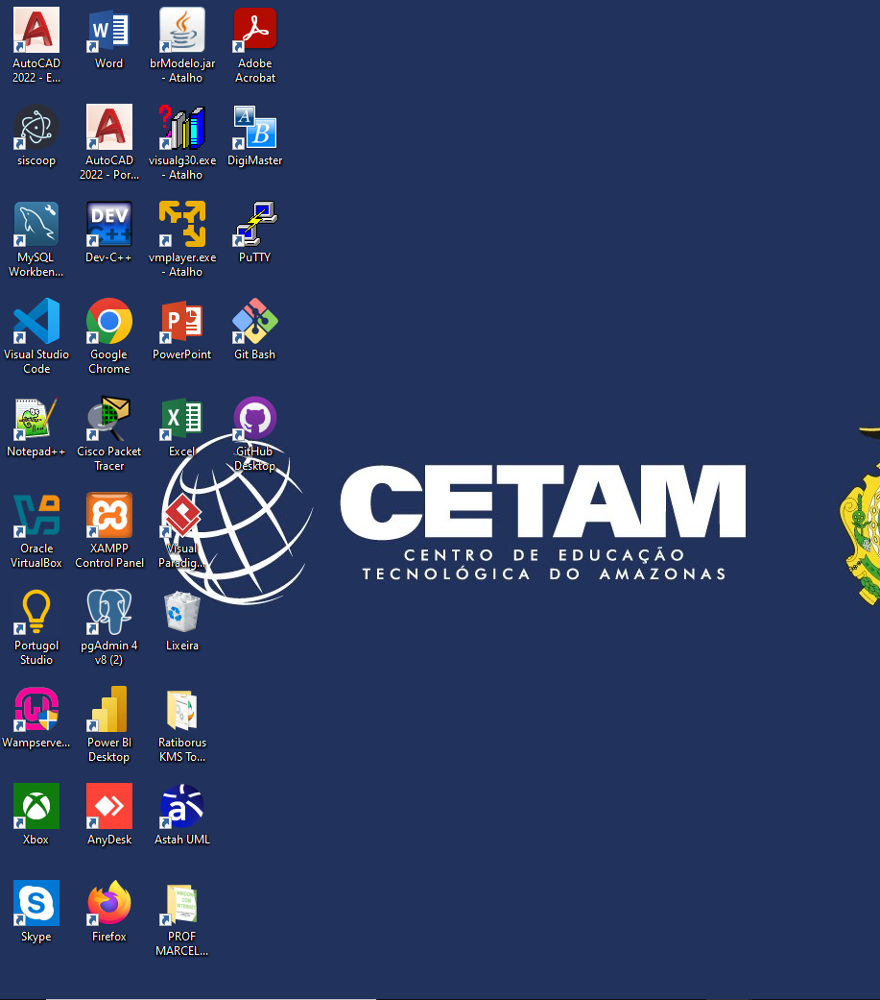 AutoCAD
2022 - E...
Word
brModelo.jar
- Atalho
Adobe
Acrobat
siscoop
AutoCAD
2022 - Por...
visualg30.exe
- Atalho
A
B
DigiMaster
MySQL
Workben...
DEV
C++
Dev-C++
vmplayer.exe
- Atalho
PuTTY
Visual Studio
Code
Google
Chrome
PowerPoint
Git Bash
Notepad++
Cisco Packet
Tracer
Excel
GitHub
Desktop
CETAM
CENTRO DE EDUCAÇÃO
TECNOLÓGICA DO AMAZONAS
Oracle
VirtualBox
XAMPP
Control Panel
Visual
Paradig...
Portugol
Studio
pgAdmin 4
v8 (2)
Lixeira
Wampserve...
Power BI
Desktop
Ratiborus
KMS To...
Xbox
AnyDesk
Astah UML
Skype
Firefox
PROF
MARCEL...